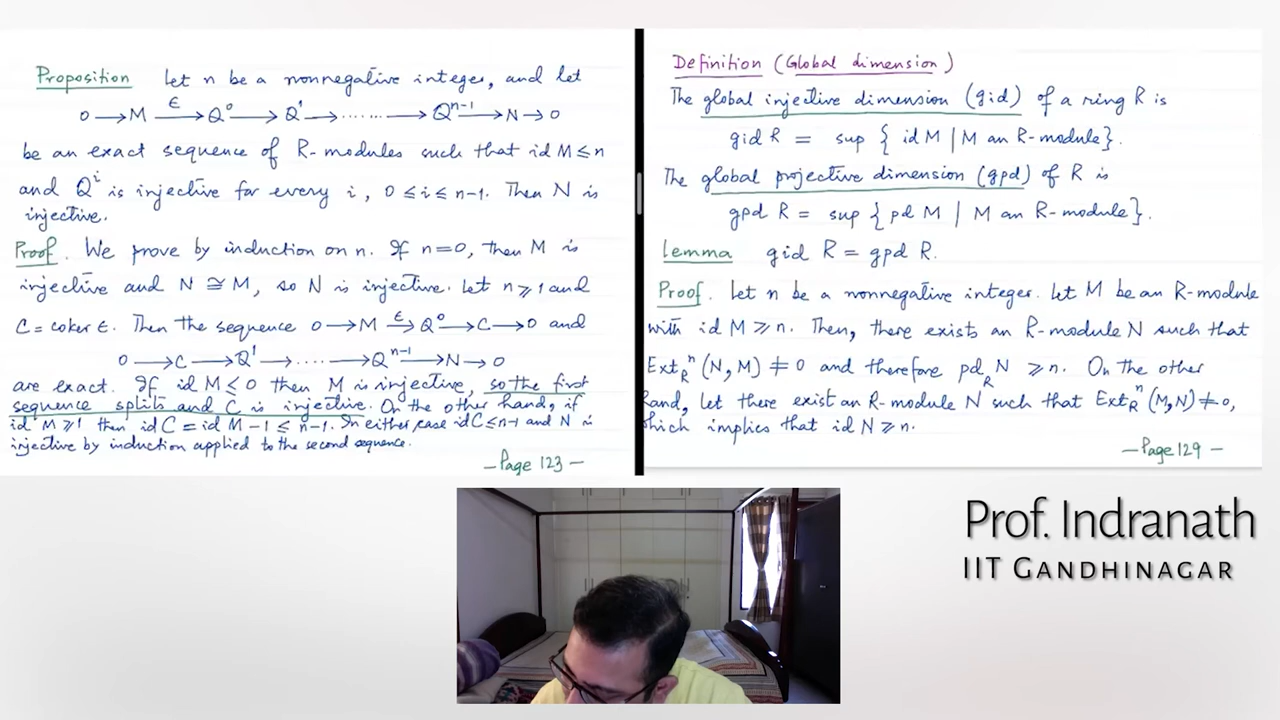 Proposition Let n be a nonnegative integer, and let
0 → M →ε Q⁰ → Q¹ → ........ → Qⁿ⁻¹ → N → 0
be an exact sequence of R-modules such that id M ≤ n
and Qⁱ is injective for every i, 0 ≤ i ≤ n-1. Then N is
injective.
Proof. We prove by induction on n. If n=0, then M is
injective and N ≅ M, so N is injective. Let n ≥ 1 and
C = coker ε. Then the sequence 0 → M →ε Q⁰ → C → 0 and
0 → C → Q¹ → ..... → Qⁿ⁻¹ → N → 0
are exact. If id M ≤ 0 then M is injective, so the first
sequence splits and C is injective. On the other hand, if
id M ≥ 1 then id C = id M - 1 ≤ n-1. In either case id C ≤ n-1 and N is
injective by induction applied to the second sequence.
- Page 123 -
Definition (Global dimension)
The global injective dimension (gid) of a ring R is
gid R = sup { id M | M an R-module}.
The global projective dimension (gpd) of R is
gpd R = sup { pd M | M an R-module}.
Lemma gid R = gpd R.
Proof. Let n be a nonnegative integer. Let M be an R-module
with id M ≥ n. Then, there exists an R-module N such that
Ext_Rⁿ (N, M) ≠ 0 and therefore pd_R N ≥ n. On the other
hand, let there exist an R-module N such that Ext_Rⁿ (M, N) ≠ 0,
which implies that id N ≥ n.
- Page 129 -
Prof. Indranath
IIT GANDHINAGAR